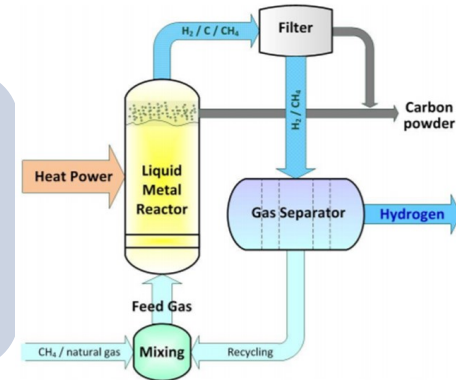 H₂ / C / CH₄
Filter
H₂ / CH₄
Carbon
powder
Heat Power
Liquid
Metal
Reactor
Gas Separator
Hydrogen
Feed Gas
CH₄ / natural gas
Mixing
Recycling